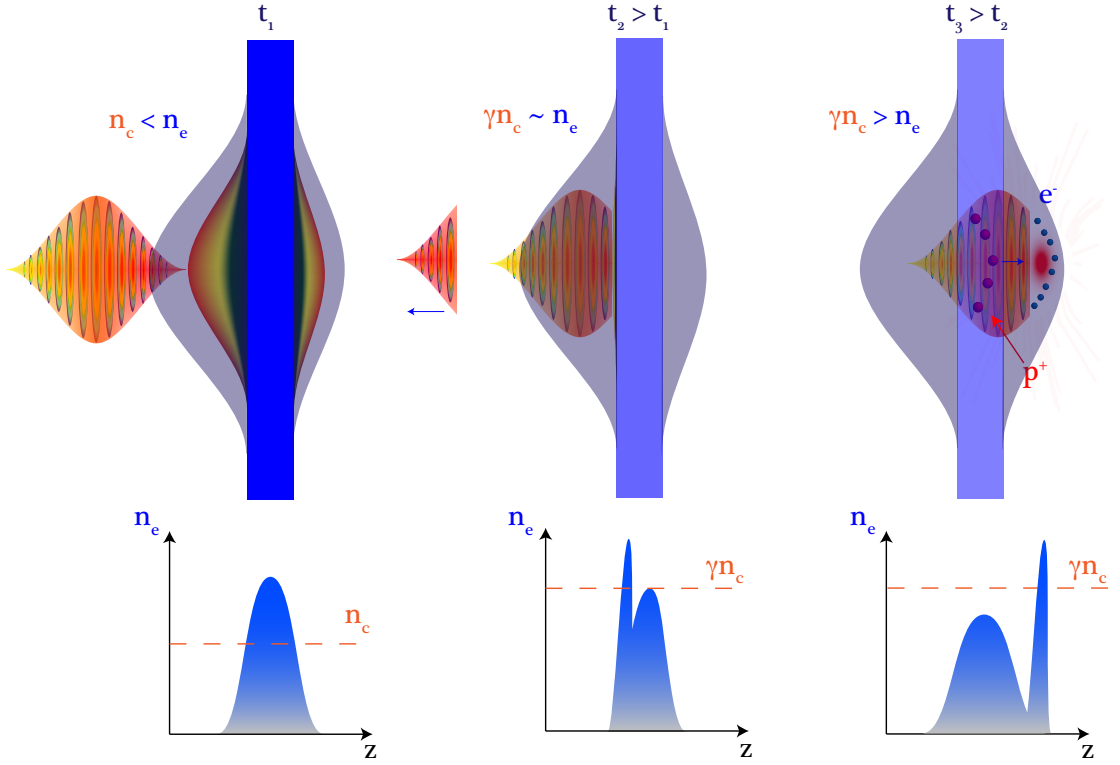 t₁
t₂ > t₁
t₃ > t₂
n_c < n_e
γn_c ~ n_e
γn_c > n_e
e⁻
p⁺
n_e
n_c
z
n_e
γn_c
z
n_e
γn_c
z